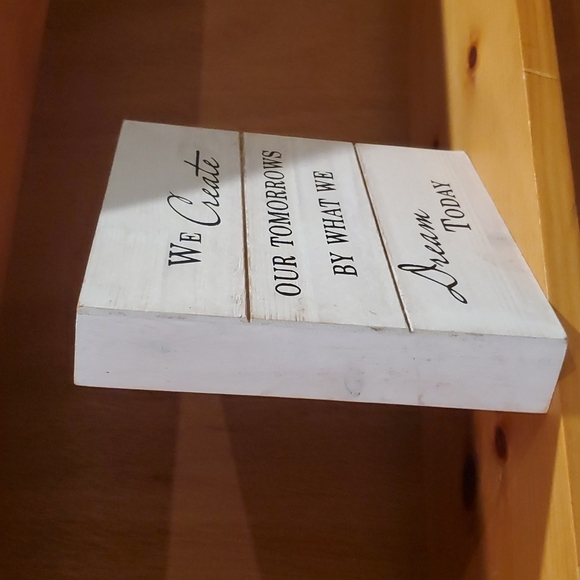 We Create
OUR TOMORROWS
BY WHAT WE
Dream
TODAY